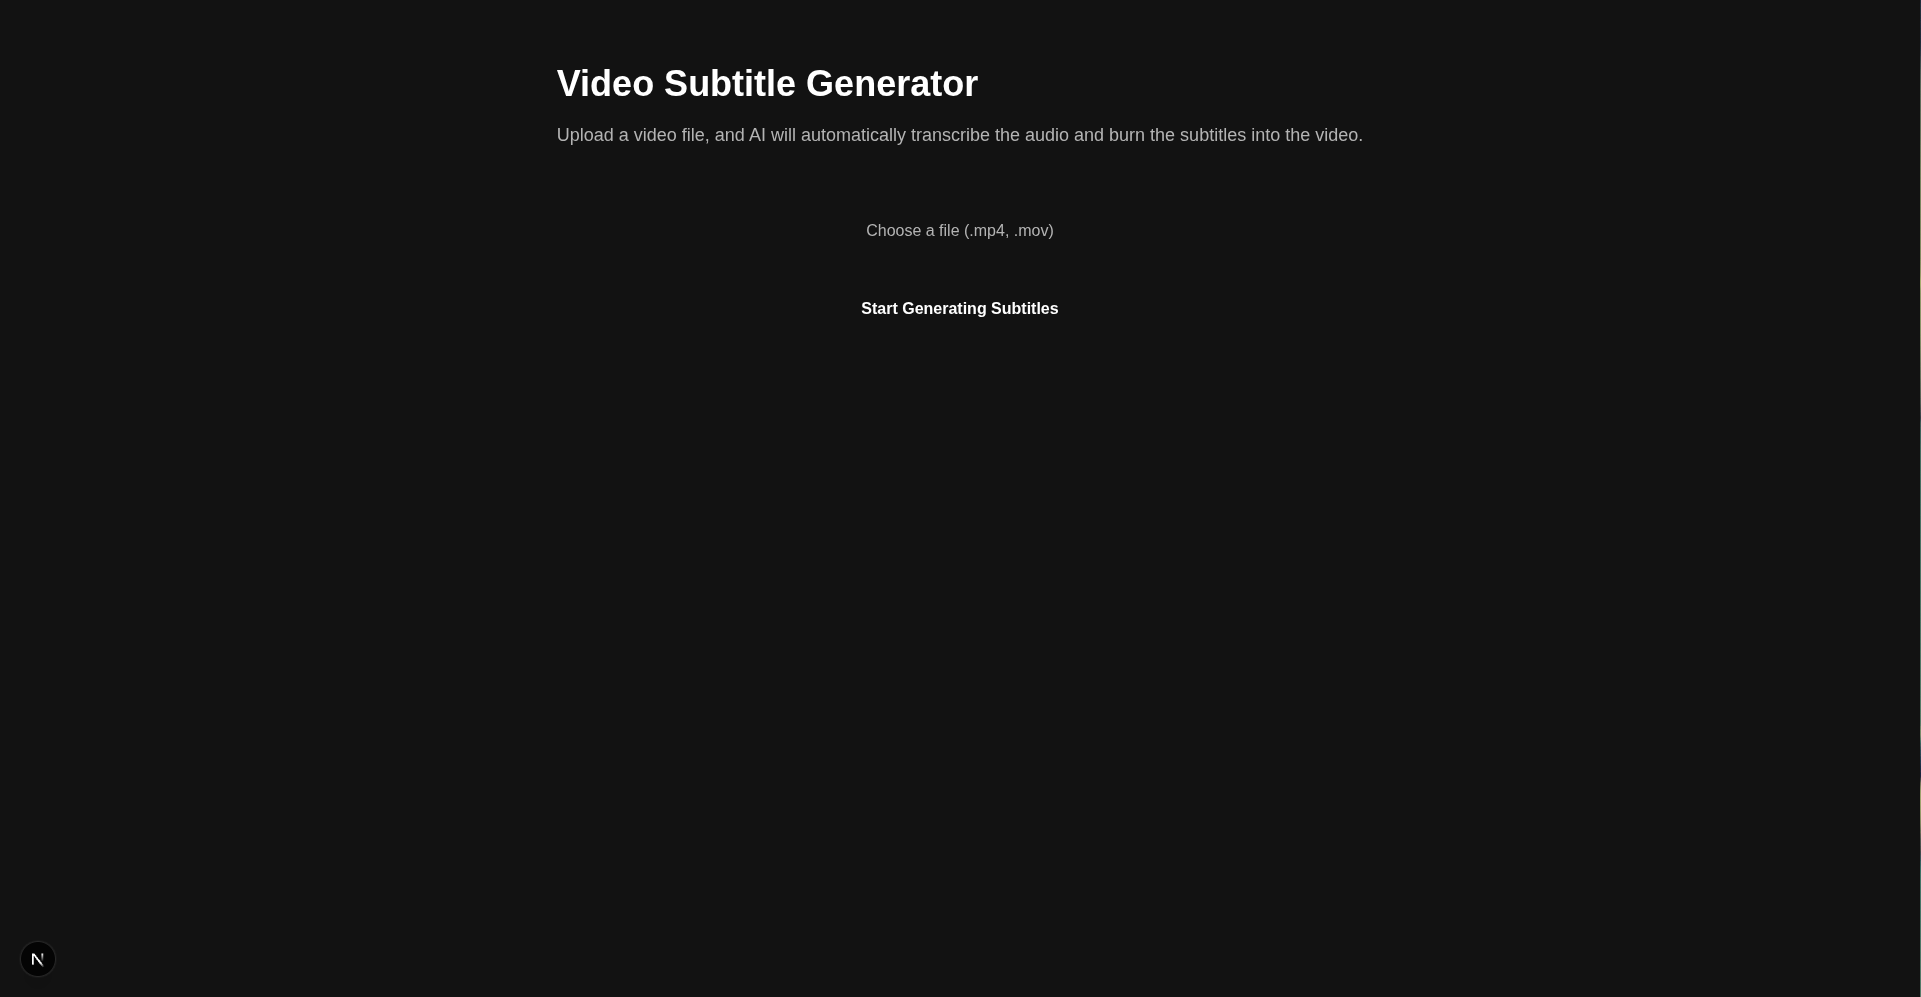 Video Subtitle Generator
Upload a video file, and AI will automatically transcribe the audio and burn the subtitles into the video.
Choose a file (.mp4, .mov)
Start Generating Subtitles
N